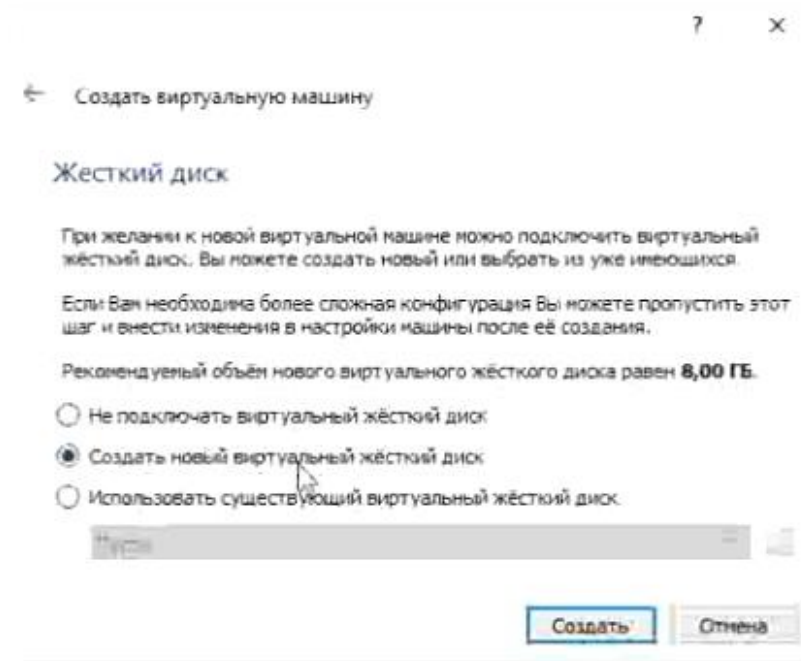 ?
Создать виртуальную машину
Жесткий диск
При желании к новой виртуальной машине можно подключить виртуальный
жёсткий диск. Вы можете создать новый или выбрать из уже имеющихся.
Если Вам необходима более сложная конфигурация Вы можете пропустить этот
шаг и внести изменения в настройки машины после её создания.
Рекомендуемый объём нового виртуального жёсткого диска равен 8,00 ГБ.
Не подключать виртуальный жёсткий диск
Создать новый виртуальный жёсткий диск
Использовать существующий виртуальный жёсткий диск
Создать
Отмена